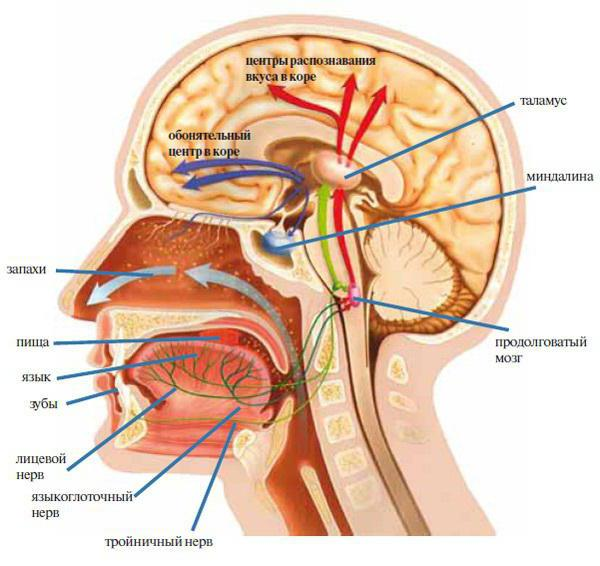 центры распознавания
вкуса в коре
таламус
обонятельный
центр в коре
миндалина
запахи
пища
продолговатый
мозг
язык
зубы
лицевой
нерв
языкоглоточный
нерв
тройничный нерв